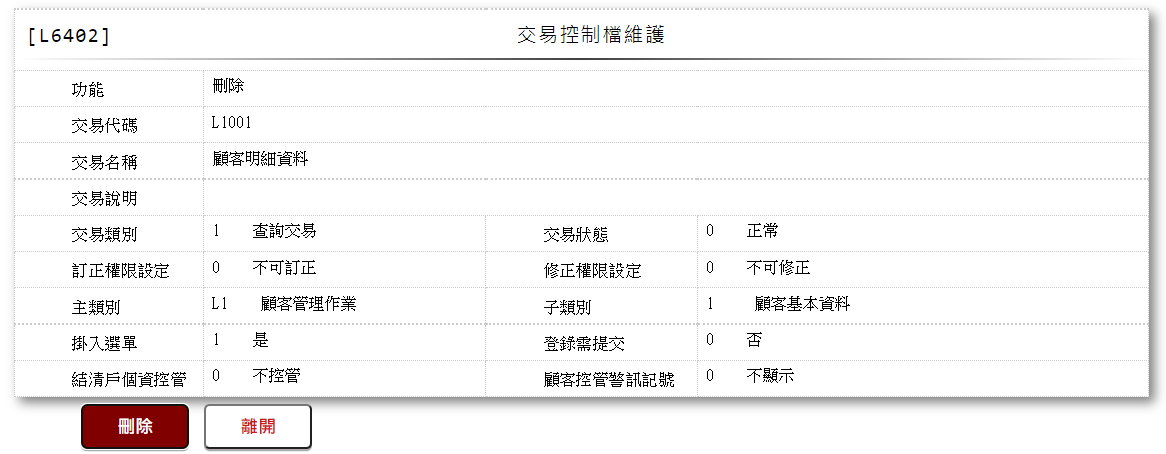 [L6402] 交易控制檔維護
功能 刪除
交易代碼 L1001
交易名稱 顧客明細資料
交易說明
交易類別 1 查詢交易 交易狀態 0 正常
訂正權限設定 0 不可訂正 修正權限設定 0 不可修正
主類別 L1 顧客管理作業 子類別 1 顧客基本資料
掛入選單 1 是 登錄需提交 0 否
結清戶個資控管 0 不控管 顧客控管警訊記號 0 不顯示
刪除 離開